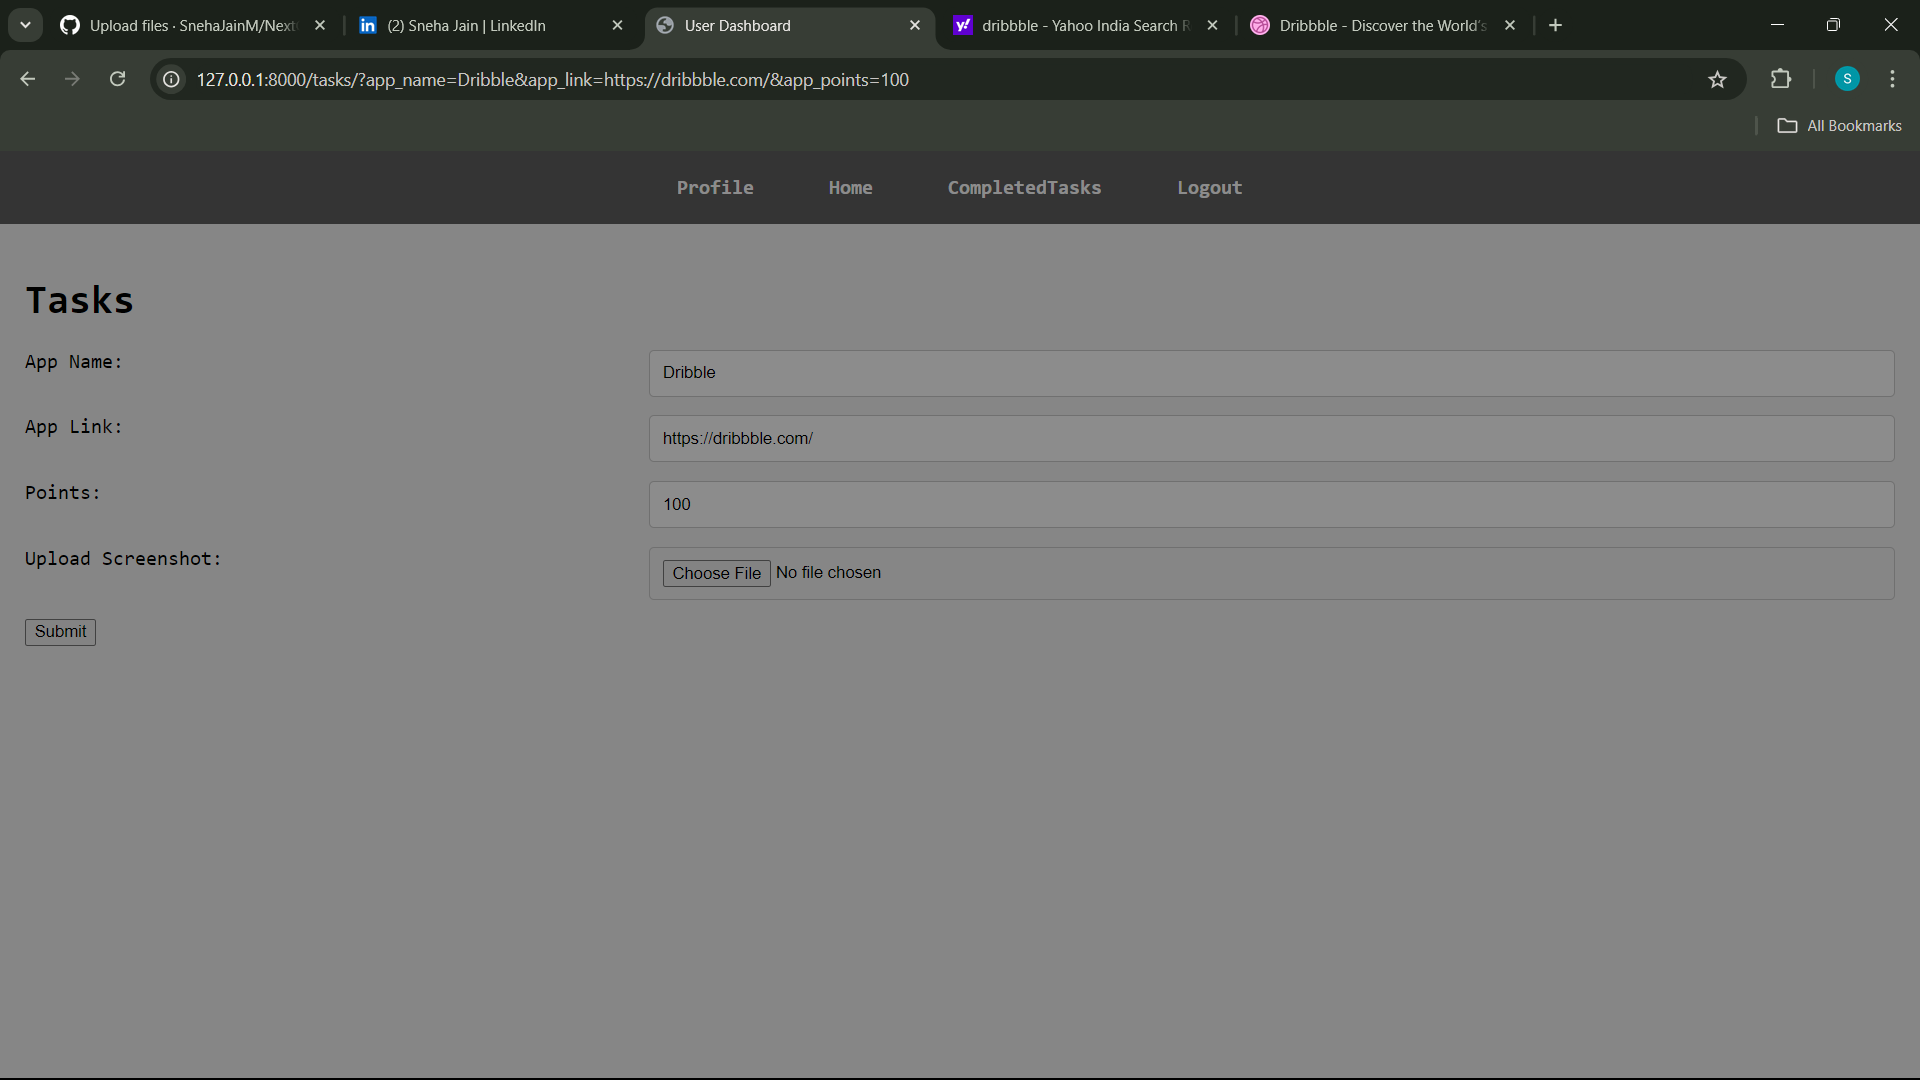 Upload files · SnehaJainM/Next
(2) Sneha Jain | LinkedIn
User Dashboard
dribbble - Yahoo India Search R
Dribbble - Discover the World's
127.0.0.1:8000/tasks/?app_name=Dribble&app_link=https://dribbble.com/&app_points=100
S
All Bookmarks
Profile Home CompletedTasks Logout
Tasks
App Name: Dribble
App Link: https://dribbble.com/
Points: 100
Upload Screenshot: Choose File No file chosen
Submit